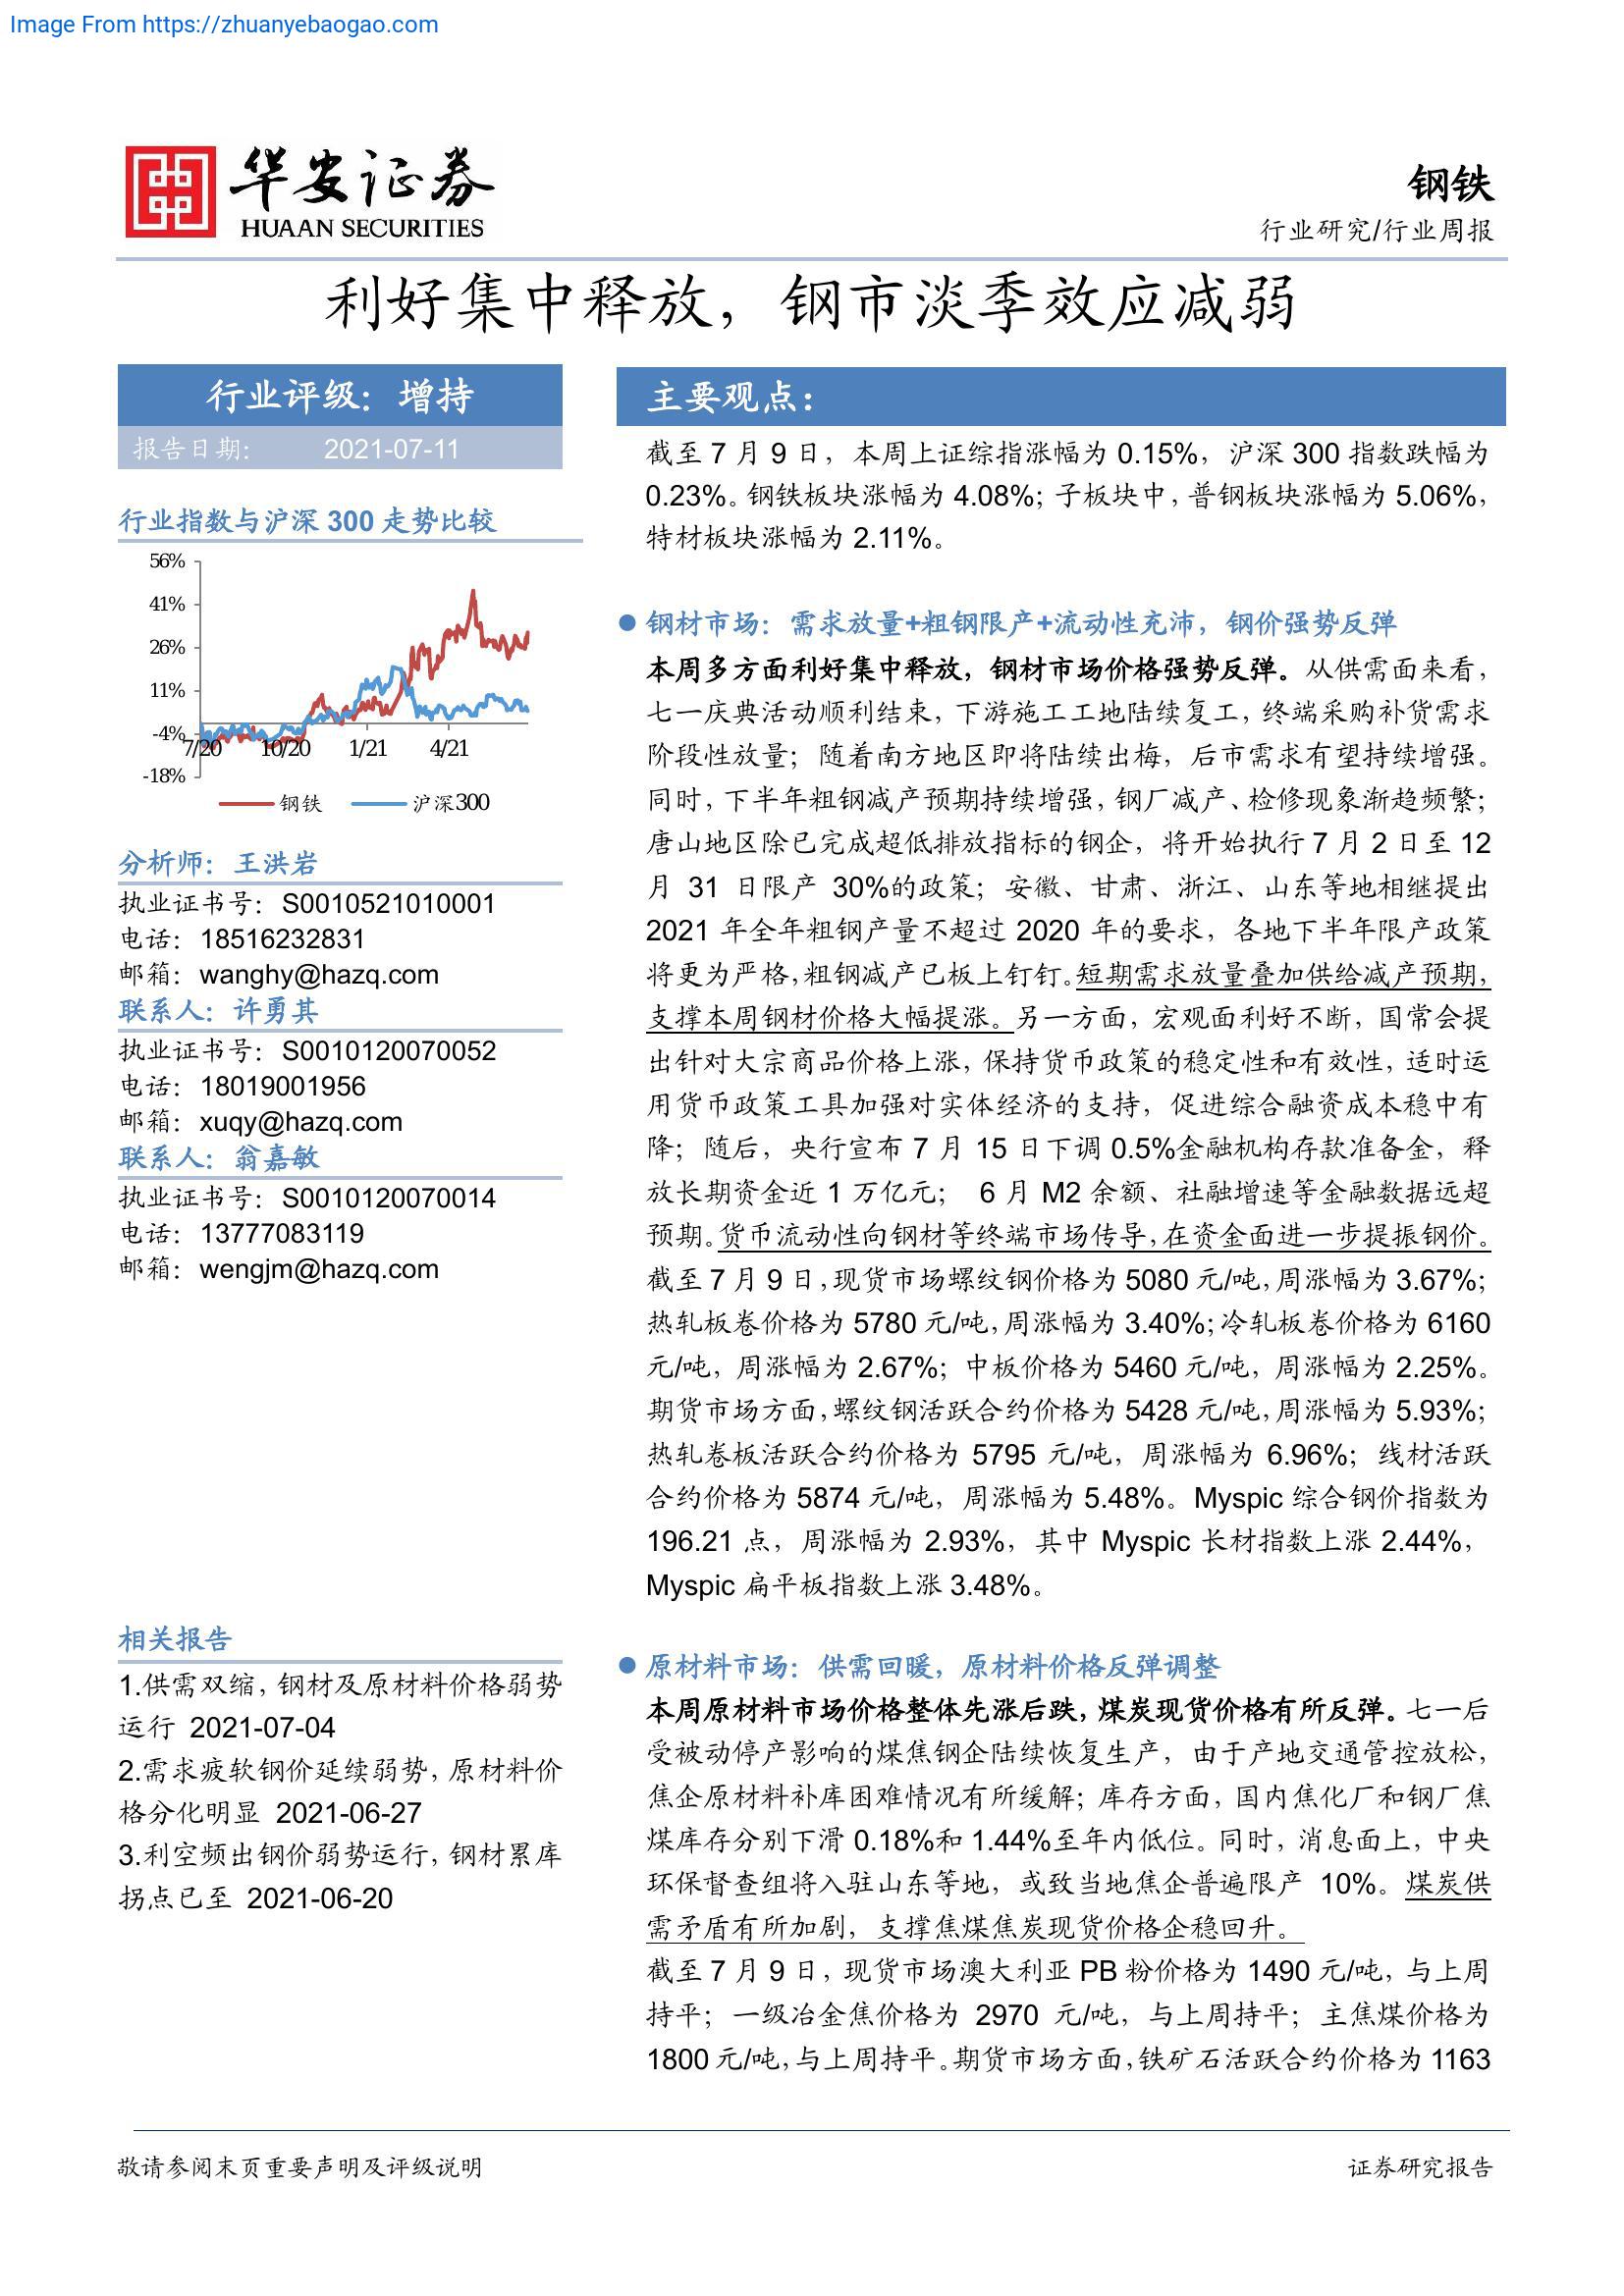 Image From https://zhuanyebaogao.com
华安证券
HUAAN SECURITIES
钢铁
行业研究/行业周报
利好集中释放，钢市淡季效应减弱
行业评级：增持
报告日期： 2021-07-11
行业指数与沪深 300 走势比较
56%
41%
26%
11%
-4%
-18%
7/20 10/20 1/21 4/21
钢铁 沪深300
分析师：王洪岩
执业证书号：S0010521010001
电话：18516232831
邮箱：wanghy@hazq.com
联系人：许勇其
执业证书号：S0010120070052
电话：18019001956
邮箱：xuqy@hazq.com
联系人：翁嘉敏
执业证书号：S0010120070014
电话：13777083119
邮箱：wengjm@hazq.com
相关报告
1.供需双缩，钢材及原材料价格弱势
运行 2021-07-04
2.需求疲软钢价延续弱势，原材料价
格分化明显 2021-06-27
3.利空频出钢价弱势运行，钢材累库
拐点已至 2021-06-20
主要观点：
截至 7 月 9 日，本周上证综指涨幅为 0.15%，沪深 300 指数跌幅为
0.23%。钢铁板块涨幅为 4.08%；子板块中，普钢板块涨幅为 5.06%，
特材板块涨幅为 2.11%。
● 钢材市场：需求放量+粗钢限产+流动性充沛，钢价强势反弹
本周多方面利好集中释放，钢材市场价格强势反弹。从供需面来看，
七一庆典活动顺利结束，下游施工工地陆续复工，终端采购补货需求
阶段性放量；随着南方地区即将陆续出梅，后市需求有望持续增强。
同时，下半年粗钢减产预期持续增强，钢厂减产、检修现象渐趋频繁；
唐山地区除已完成超低排放指标的钢企，将开始执行 7 月 2 日至 12
月 31 日限产 30%的政策；安徽、甘肃、浙江、山东等地相继提出
2021 年全年粗钢产量不超过 2020 年的要求，各地下半年限产政策
将更为严格，粗钢减产已板上钉钉。短期需求放量叠加供给减产预期，
支撑本周钢材价格大幅提涨。另一方面，宏观面利好不断，国常会提
出针对大宗商品价格上涨，保持货币政策的稳定性和有效性，适时运
用货币政策工具加强对实体经济的支持，促进综合融资成本稳中有
降；随后，央行宣布 7 月 15 日下调 0.5%金融机构存款准备金，释
放长期资金近 1 万亿元； 6 月 M2 余额、社融增速等金融数据远超
预期。货币流动性向钢材等终端市场传导，在资金面进一步提振钢价。
截至 7 月 9 日，现货市场螺纹钢价格为 5080 元/吨，周涨幅为 3.67%；
热轧板卷价格为 5780 元/吨，周涨幅为 3.40%；冷轧板卷价格为 6160
元/吨，周涨幅为 2.67%；中板价格为 5460 元/吨，周涨幅为 2.25%。
期货市场方面，螺纹钢活跃合约价格为 5428 元/吨，周涨幅为 5.93%；
热轧卷板活跃合约价格为 5795 元/吨，周涨幅为 6.96%；线材活跃
合约价格为 5874 元/吨，周涨幅为 5.48%。Myspic 综合钢价指数为
196.21 点，周涨幅为 2.93%，其中 Myspic 长材指数上涨 2.44%，
Myspic 扁平板指数上涨 3.48%。
● 原材料市场：供需回暖，原材料价格反弹调整
本周原材料市场价格整体先涨后跌，煤炭现货价格有所反弹。七一后
受被动停产影响的煤焦钢企陆续恢复生产，由于产地交通管控放松，
焦企原材料补库困难情况有所缓解；库存方面，国内焦化厂和钢厂焦
煤库存分别下滑 0.18%和 1.44%至年内低位。同时，消息面上，中央
环保督查组将入驻山东等地，或致当地焦企普遍限产 10%。煤炭供
需矛盾有所加剧，支撑焦煤焦炭现货价格企稳回升。
截至 7 月 9 日，现货市场澳大利亚 PB 粉价格为 1490 元/吨，与上周
持平；一级冶金焦价格为 2970 元/吨，与上周持平；主焦煤价格为
1800 元/吨，与上周持平。期货市场方面，铁矿石活跃合约价格为 1163
敬请参阅末页重要声明及评级说明
证券研究报告